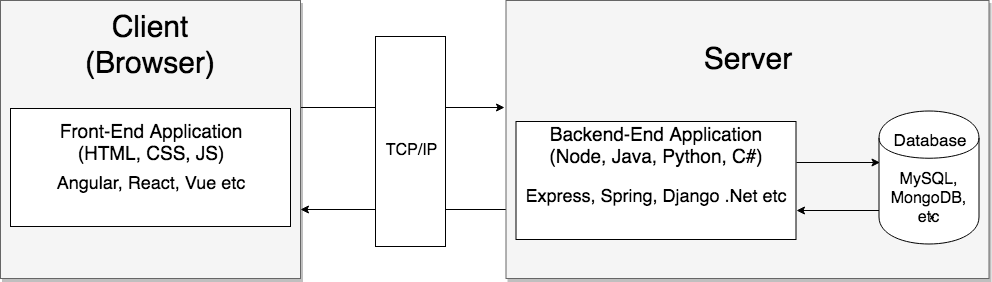 Client
(Browser)
Front-End Application
(HTML, CSS, JS)
Angular, React, Vue etc
TCP/IP
Server
Backend-End Application
(Node, Java, Python, C#)
Express, Spring, Django .Net etc
Database
MySQL,
MongoDB,
etc